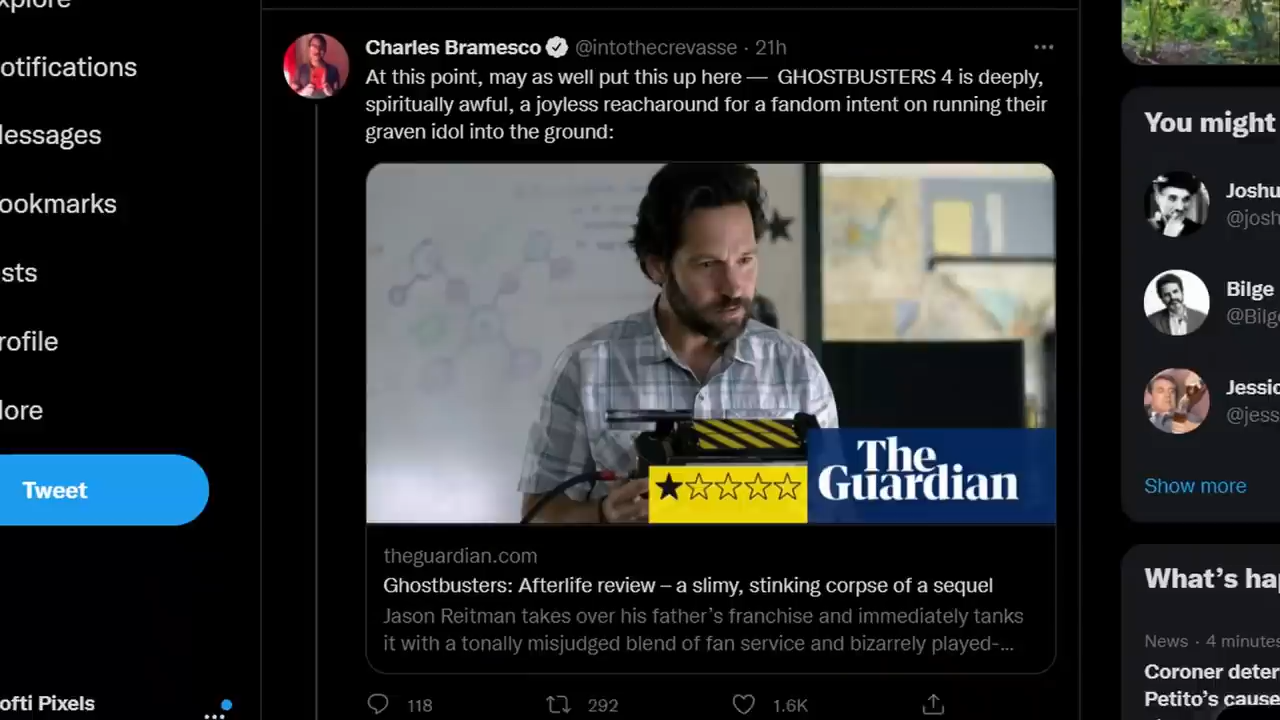 xplore
otifications
lessages
ookmarks
sts
rofile
lore
Tweet
ofti Pixels
Charles Bramesco @intothecrevasse · 21h
At this point, may as well put this up here — GHOSTBUSTERS 4 is deeply,
spiritually awful, a joyless reacharound for a fandom intent on running their
graven idol into the ground:
The
Guardian
theguardian.com
Ghostbusters: Afterlife review – a slimy, stinking corpse of a sequel
Jason Reitman takes over his father's franchise and immediately tanks
it with a tonally misjudged blend of fan service and bizarrely played-...
118 292 1.6K
You might
Joshu
@josh
Bilge
@Bilg
Jessic
@jess
Show more
What's ha
News · 4 minutes
Coroner deter
Petito's cause